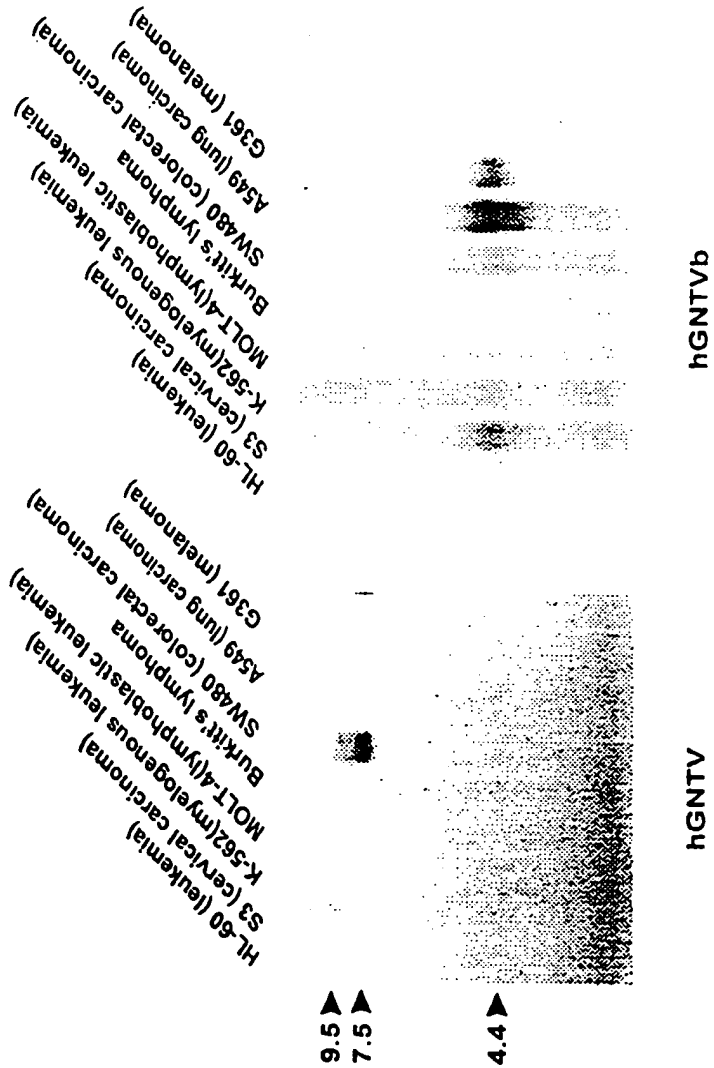 HL-60 (leukemia)
S3 (cervical carcinoma)
K-562(myelogenous leukemia)
MOLT-4(lymphoblastic leukemia)
Burkitt's lymphoma
SW480 (colorectal carcinoma)
A549 (lung carcinoma)
G361 (melanoma)
HL-60 (leukemia)
S3 (cervical carcinoma)
K-562(myelogenous leukemia)
MOLT-4(lymphoblastic leukemia)
Burkitt's lymphoma
SW480 (colorectal carcinoma)
A549 (lung carcinoma)
G361 (melanoma)
9.5
7.5
4.4
hGNTV
hGNTVb